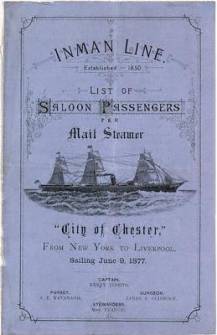 INMAN LINE.
Established - 1850
LIST OF
SALOON PASSENGERS
PER
Mail Steamer
"City of Chester,"
FROM NEW YORK TO LIVERPOOL.
Sailing June 9, 1877.
CAPTAIN.
PURSER. SURGEON.
STEWARDESS.